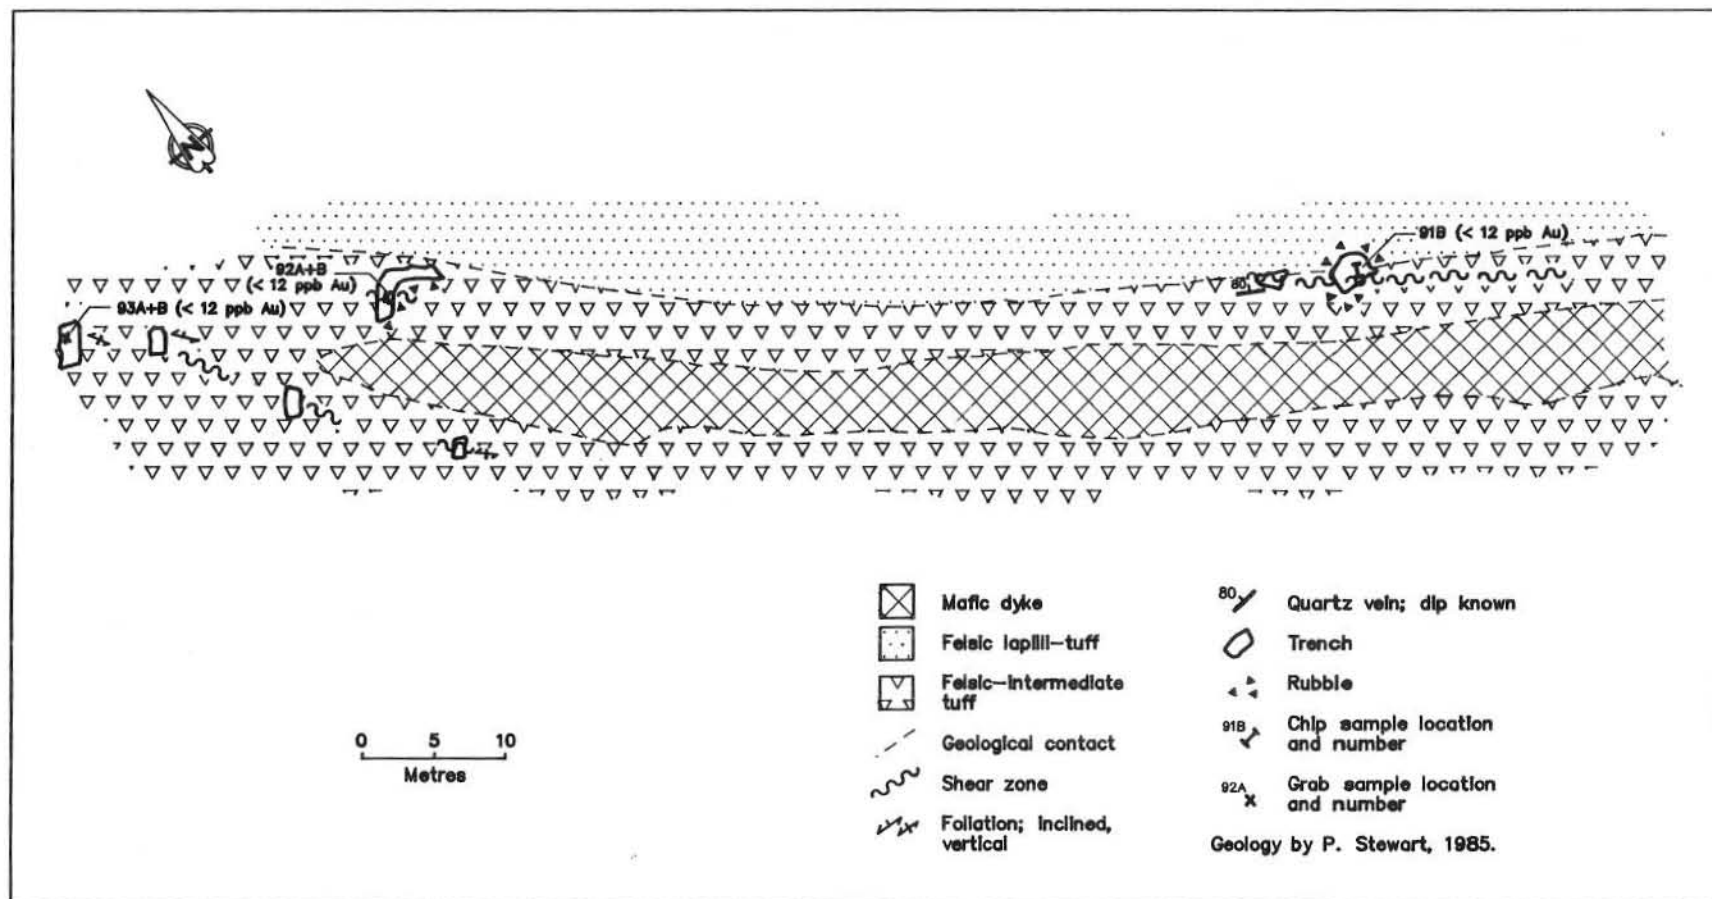 N
91B (< 12 ppb Au)
92A+B
(< 12 ppb Au)
80
93A+B (< 12 ppb Au)
Mafic dyke
Felsic lapilli-tuff
Felsic-intermediate
tuff
Geological contact
Shear zone
Foliation; inclined,
vertical
80
Quartz vein; dip known
Trench
Rubble
91B
Chip sample location
and number
92A
Grab sample location
and number
Geology by P. Stewart, 1985.
0 5 10
Metres